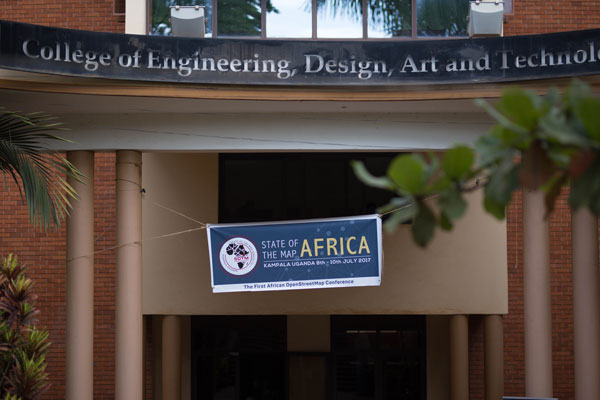 College of Engineering, Design, Art and Technolo
STATE OF
THE MAP
AFRICA
KAMPALA UGANDA 8th - 10th JULY 2017
The First African OpenStreetMap Conference